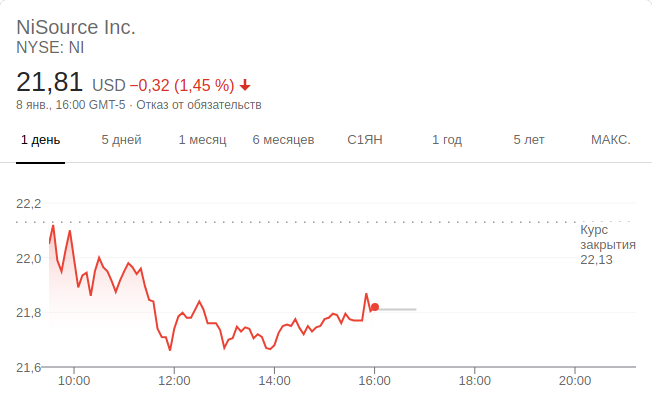 NiSource Inc.
NYSE: NI
21,81 USD −0,32 (1,45 %)
8 янв., 16:00 GMT-5 · Отказ от обязательств
1 день 5 дней 1 месяц 6 месяцев С1ЯН 1 год 5 лет МАКС.
22,2
Курс
закрытия
22,13
22,0
21,8
21,6
10:00 12:00 14:00 16:00 18:00 20:00